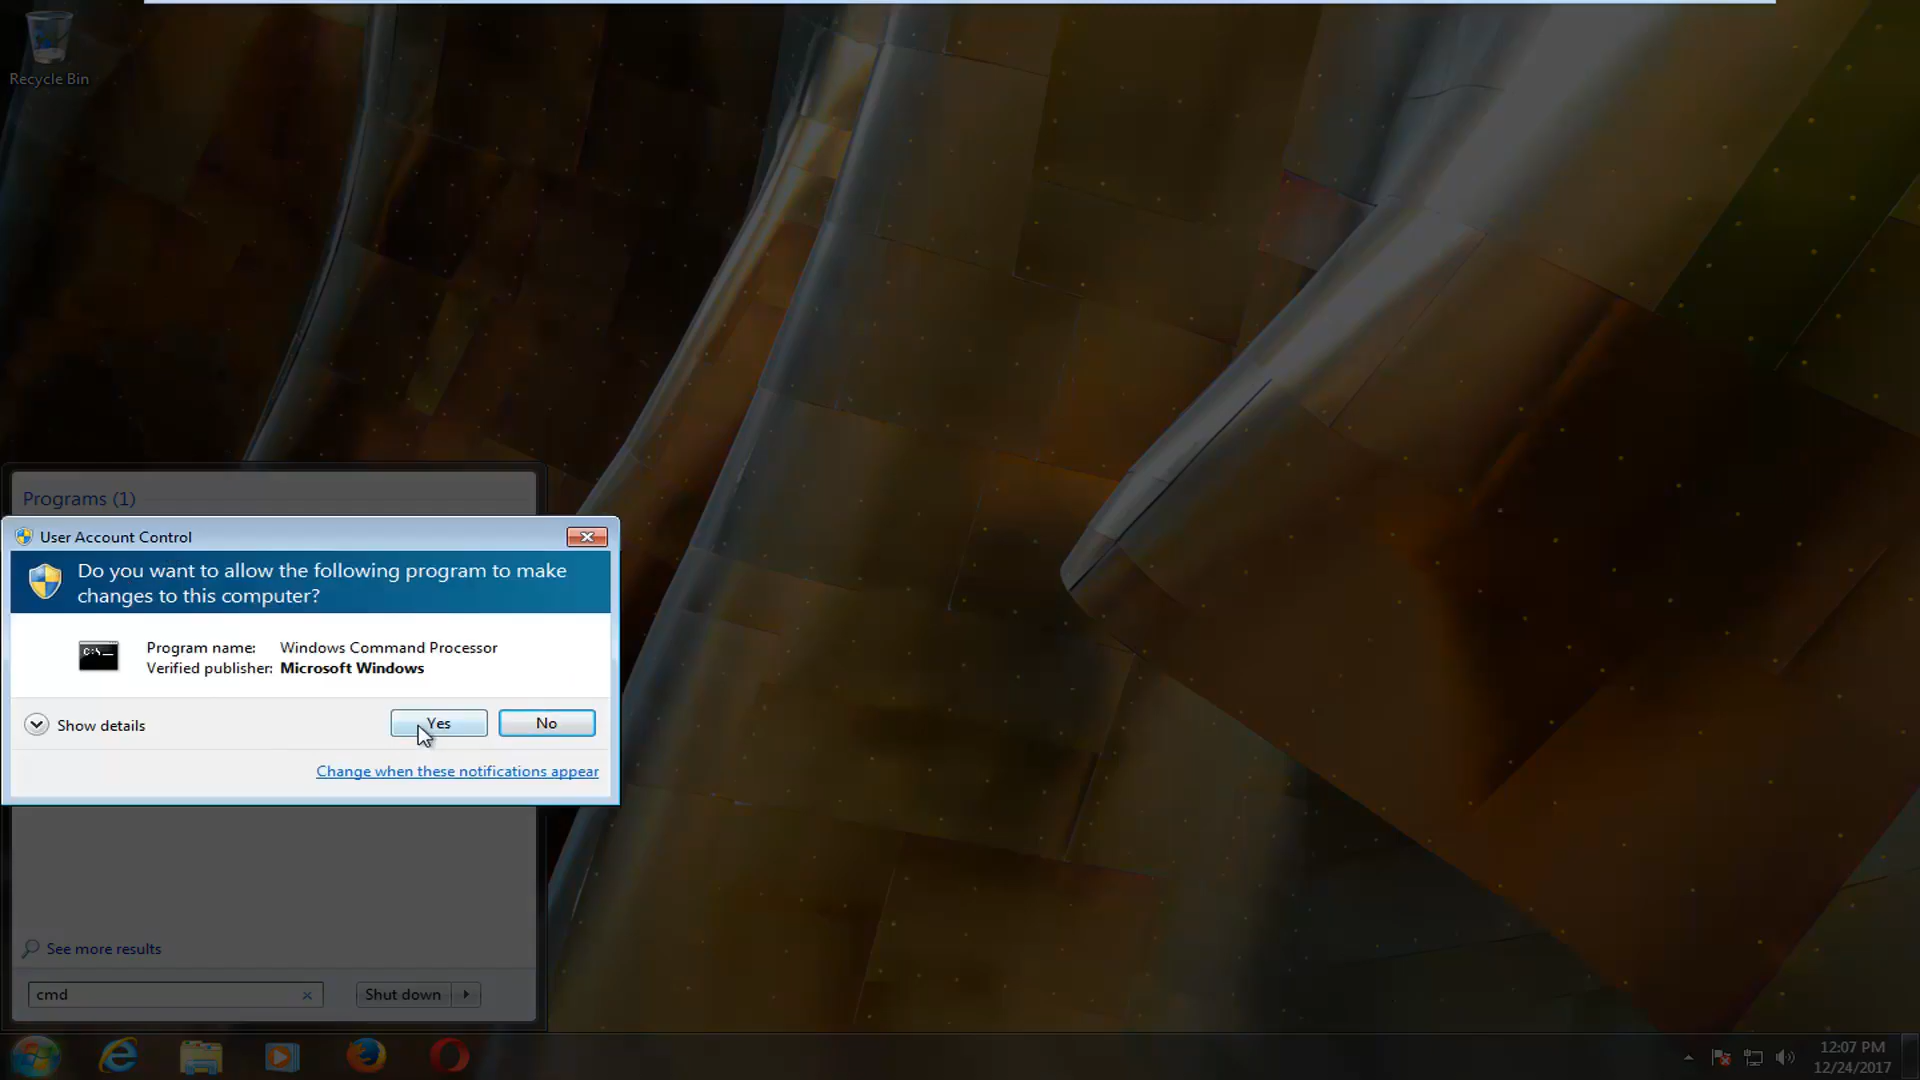 Recycle Bin
Programs (1)
User Account Control
Do you want to allow the following program to make
changes to this computer?
C:\_
Program name: Windows Command Processor
Verified publisher: Microsoft Windows
Show details
Yes
No
Change when these notifications appear
See more results
cmd
Shut down
12:07 PM
12/24/2017